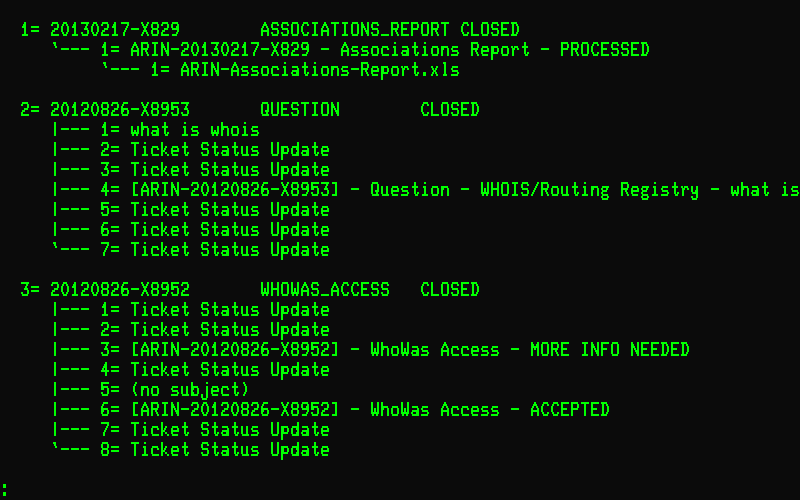 1= 20130217-X829        ASSOCIATIONS_REPORT CLOSED
`--- 1= ARIN-20130217-X829 - Associations Report - PROCESSED
`--- 1= ARIN-Associations-Report.xls
2= 20120826-X8953       QUESTION        CLOSED
|--- 1= what is whois
|--- 2= Ticket Status Update
|--- 3= Ticket Status Update
|--- 4= [ARIN-20120826-X8953] - Question - WHOIS/Routing Registry - what is
|--- 5= Ticket Status Update
|--- 6= Ticket Status Update
`--- 7= Ticket Status Update
3= 20120826-X8952       WHOWAS_ACCESS   CLOSED
|--- 1= Ticket Status Update
|--- 2= Ticket Status Update
|--- 3= [ARIN-20120826-X8952] - WhoWas Access - MORE INFO NEEDED
|--- 4= Ticket Status Update
|--- 5= (no subject)
|--- 6= [ARIN-20120826-X8952] - WhoWas Access - ACCEPTED
|--- 7= Ticket Status Update
`--- 8= Ticket Status Update
: